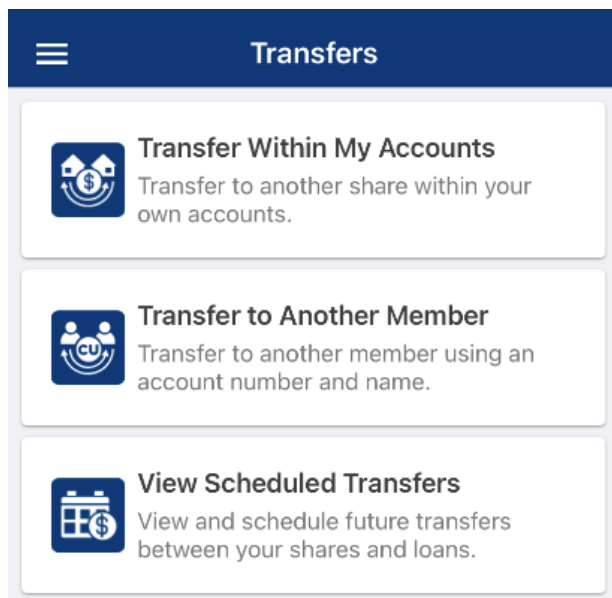 Transfers
Transfer Within My Accounts
Transfer to another share within your
own accounts.
Transfer to Another Member
CU
Transfer to another member using an
account number and name.
View Scheduled Transfers
View and schedule future transfers
between your shares and loans.